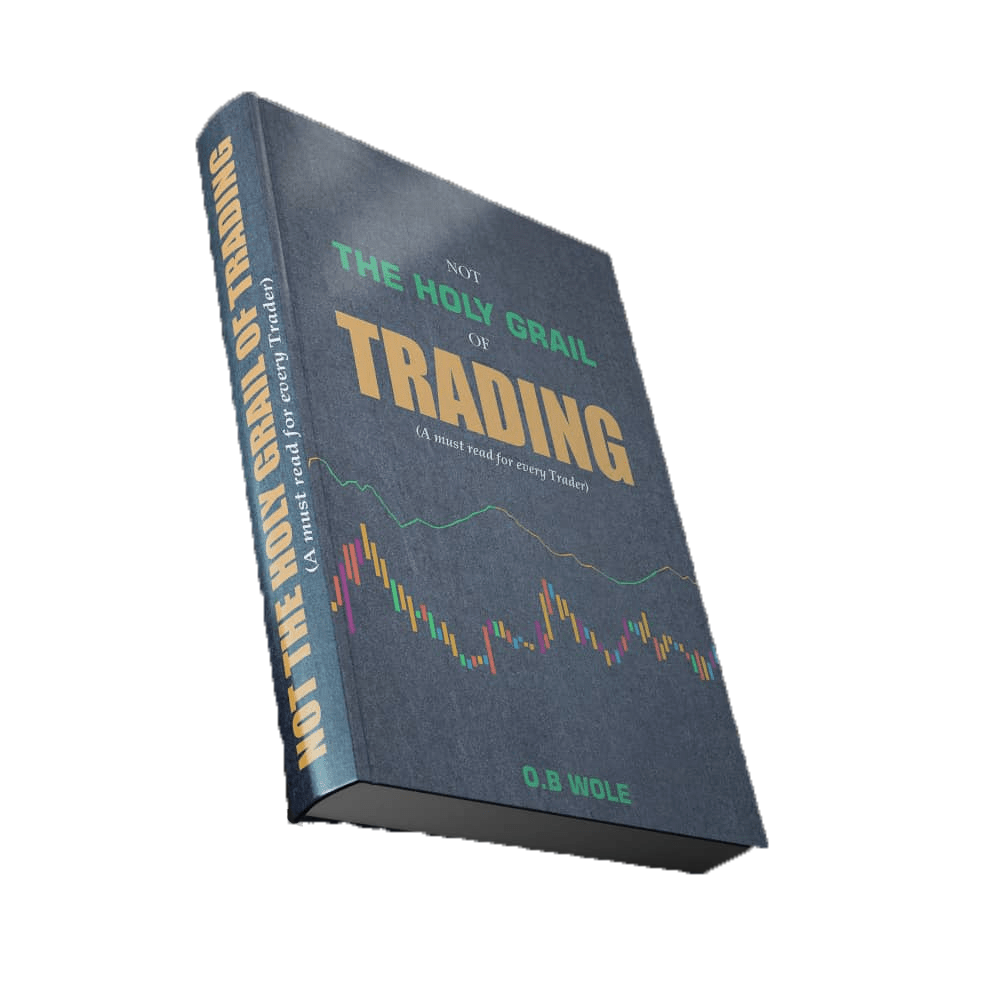 NOT
THE HOLY GRAIL
OF
TRADING
(A must read for every Trader)
O.B WOLE
NOT THE HOLY GRAIL OF TRADING
(A must read for every Trader)